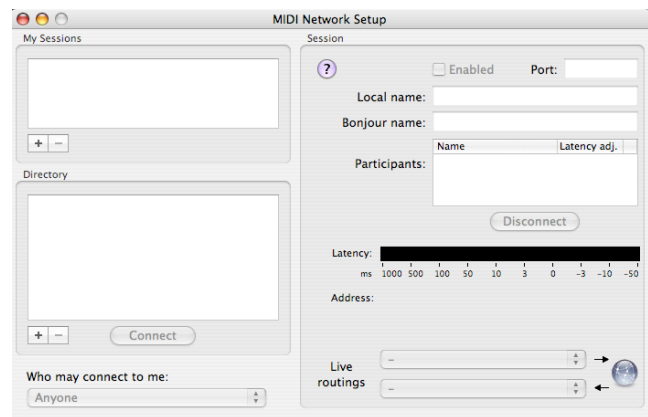 MIDI Network Setup
My Sessions
+ −
Directory
+ −
Connect
Who may connect to me:
Anyone
Session
?
Enabled
Port:
Local name:
Bonjour name:
Participants:
Name
Latency adj.
Disconnect
Latency:
ms 1000 500 100 50 10 3 0 -3 -10 -50
Address:
Live
routings
–
–